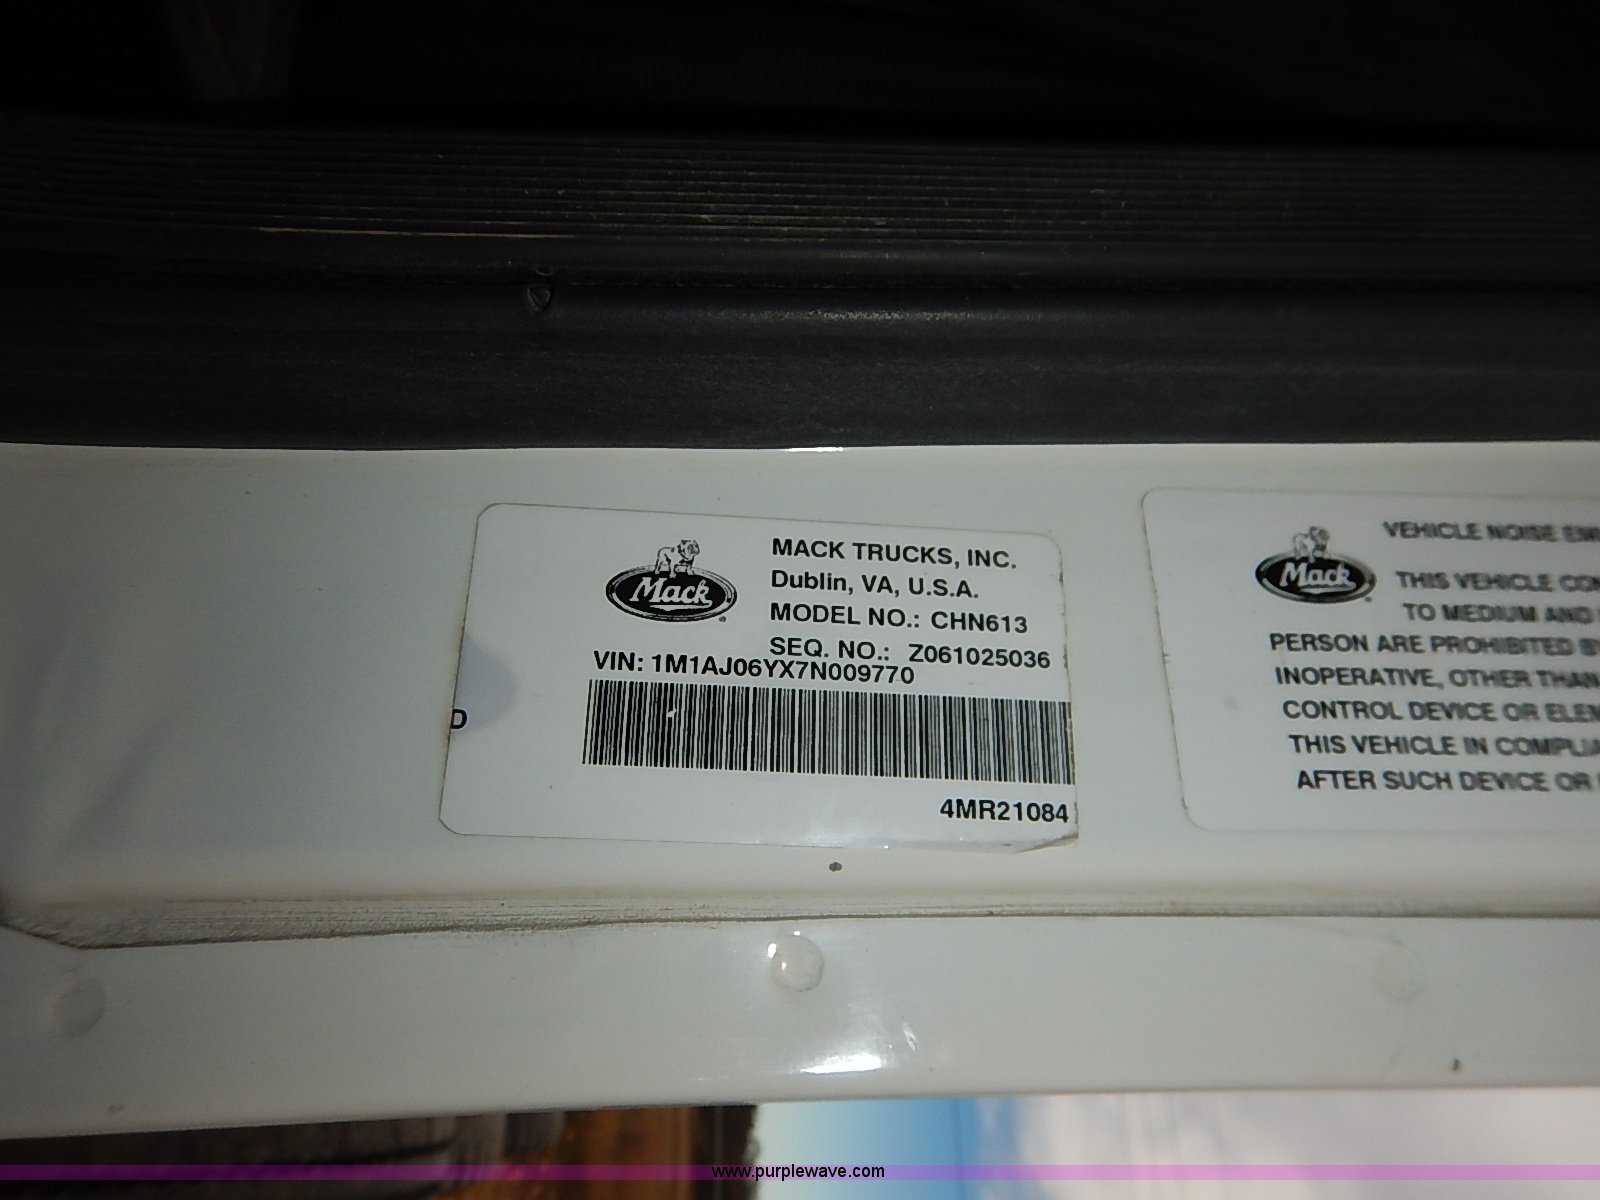 Mack
MACK TRUCKS, INC.
Dublin, VA, U.S.A.
MODEL NO.: CHN613
SEQ. NO.: Z061025036
VIN: 1M1AJ06YX7N009770
D
4MR21084
Mack
VEHICLE NOISE
THIS VEHICLE
TO MEDIUM AND
PERSON ARE PROHIBITED
INOPERATIVE, OTHER THAN
CONTROL DEVICE OR
THIS VEHICLE IN
AFTER SUCH DEVICE OR
www.purplewave.com